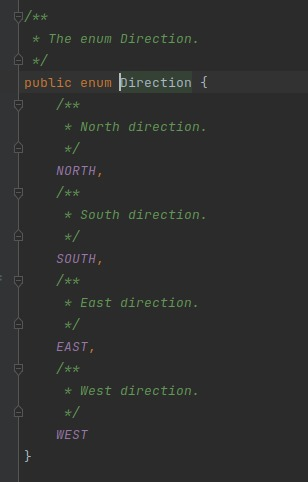 /**
 * The enum Direction.
 */
public enum Direction {
    /**
     * North direction.
     */
    NORTH,
    /**
     * South direction.
     */
    SOUTH,
    /**
     * East direction.
     */
    EAST,
    /**
     * West direction.
     */
    WEST
}